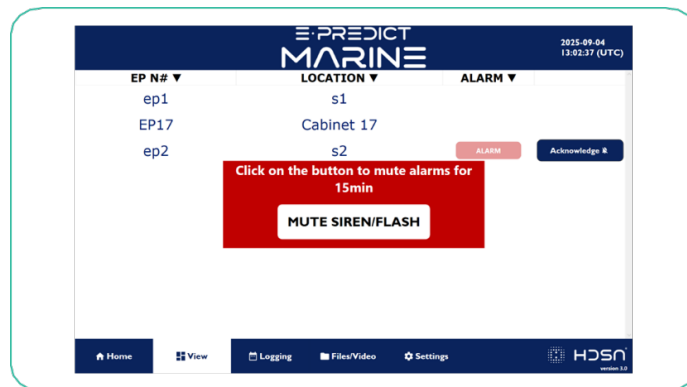 E-PREDICT
MARINE
2025-09-04
13:02:37 (UTC)
EP N# ▼ LOCATION ▼ ALARM ▼
ep1 s1
EP17 Cabinet 17
ep2 s2 ALARM Acknowledge
Click on the button to mute alarms for
15min
MUTE SIREN/FLASH
Home View Logging Files/Video Settings HDSN
version 3.0